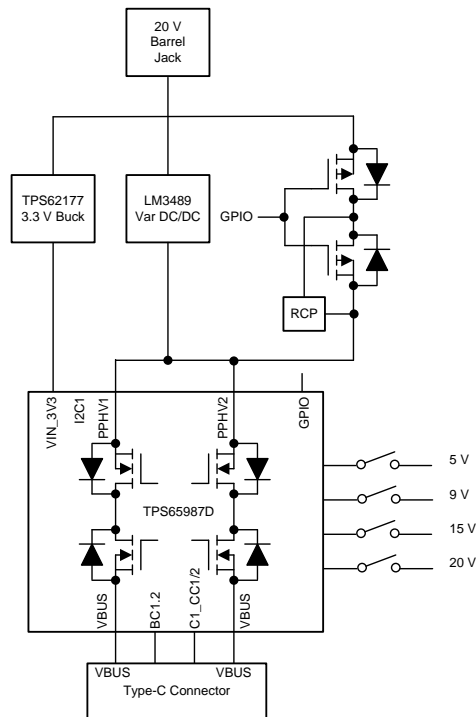 20 V
Barrel
Jack
TPS62177
3.3 V Buck
LM3489
Var DC/DC
GPIO
RCP
VIN_3V3
I2C1
PPHV1
PPHV2
GPIO
5 V
9 V
15 V
20 V
TPS65987D
VBUS
BC1.2
C1_CC1/2
VBUS
VBUS
VBUS
Type-C Connector